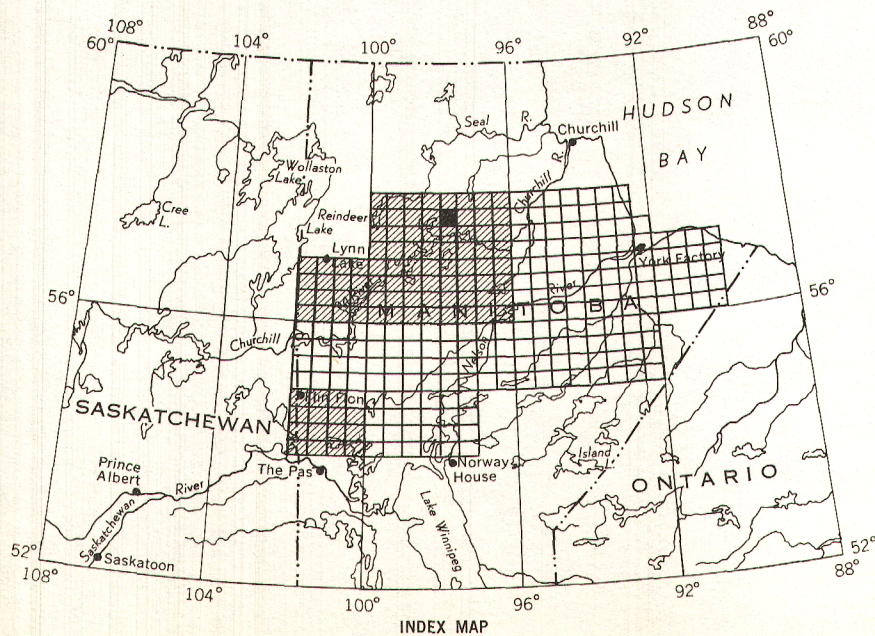 108°
104°
100°
96°
92°
88°
60°
60°
HUDSON
BAY
Seal R.
Churchill
Wollaston
Lake
Churchill R.
Cree
L.
Reindeer
Lake
Lynn
Lake
York Factory
River
56°
MANITOBA
56°
Churchill
Nelson
Flin Flon
SASKATCHEWAN
Prince
Albert
River
The Pas
Norway
House
Island
L.
ONTARIO
Saskatchewan
Lake Winnipeg
52°
Saskatoon
52°
108°
104°
100°
96°
92°
88°
INDEX MAP